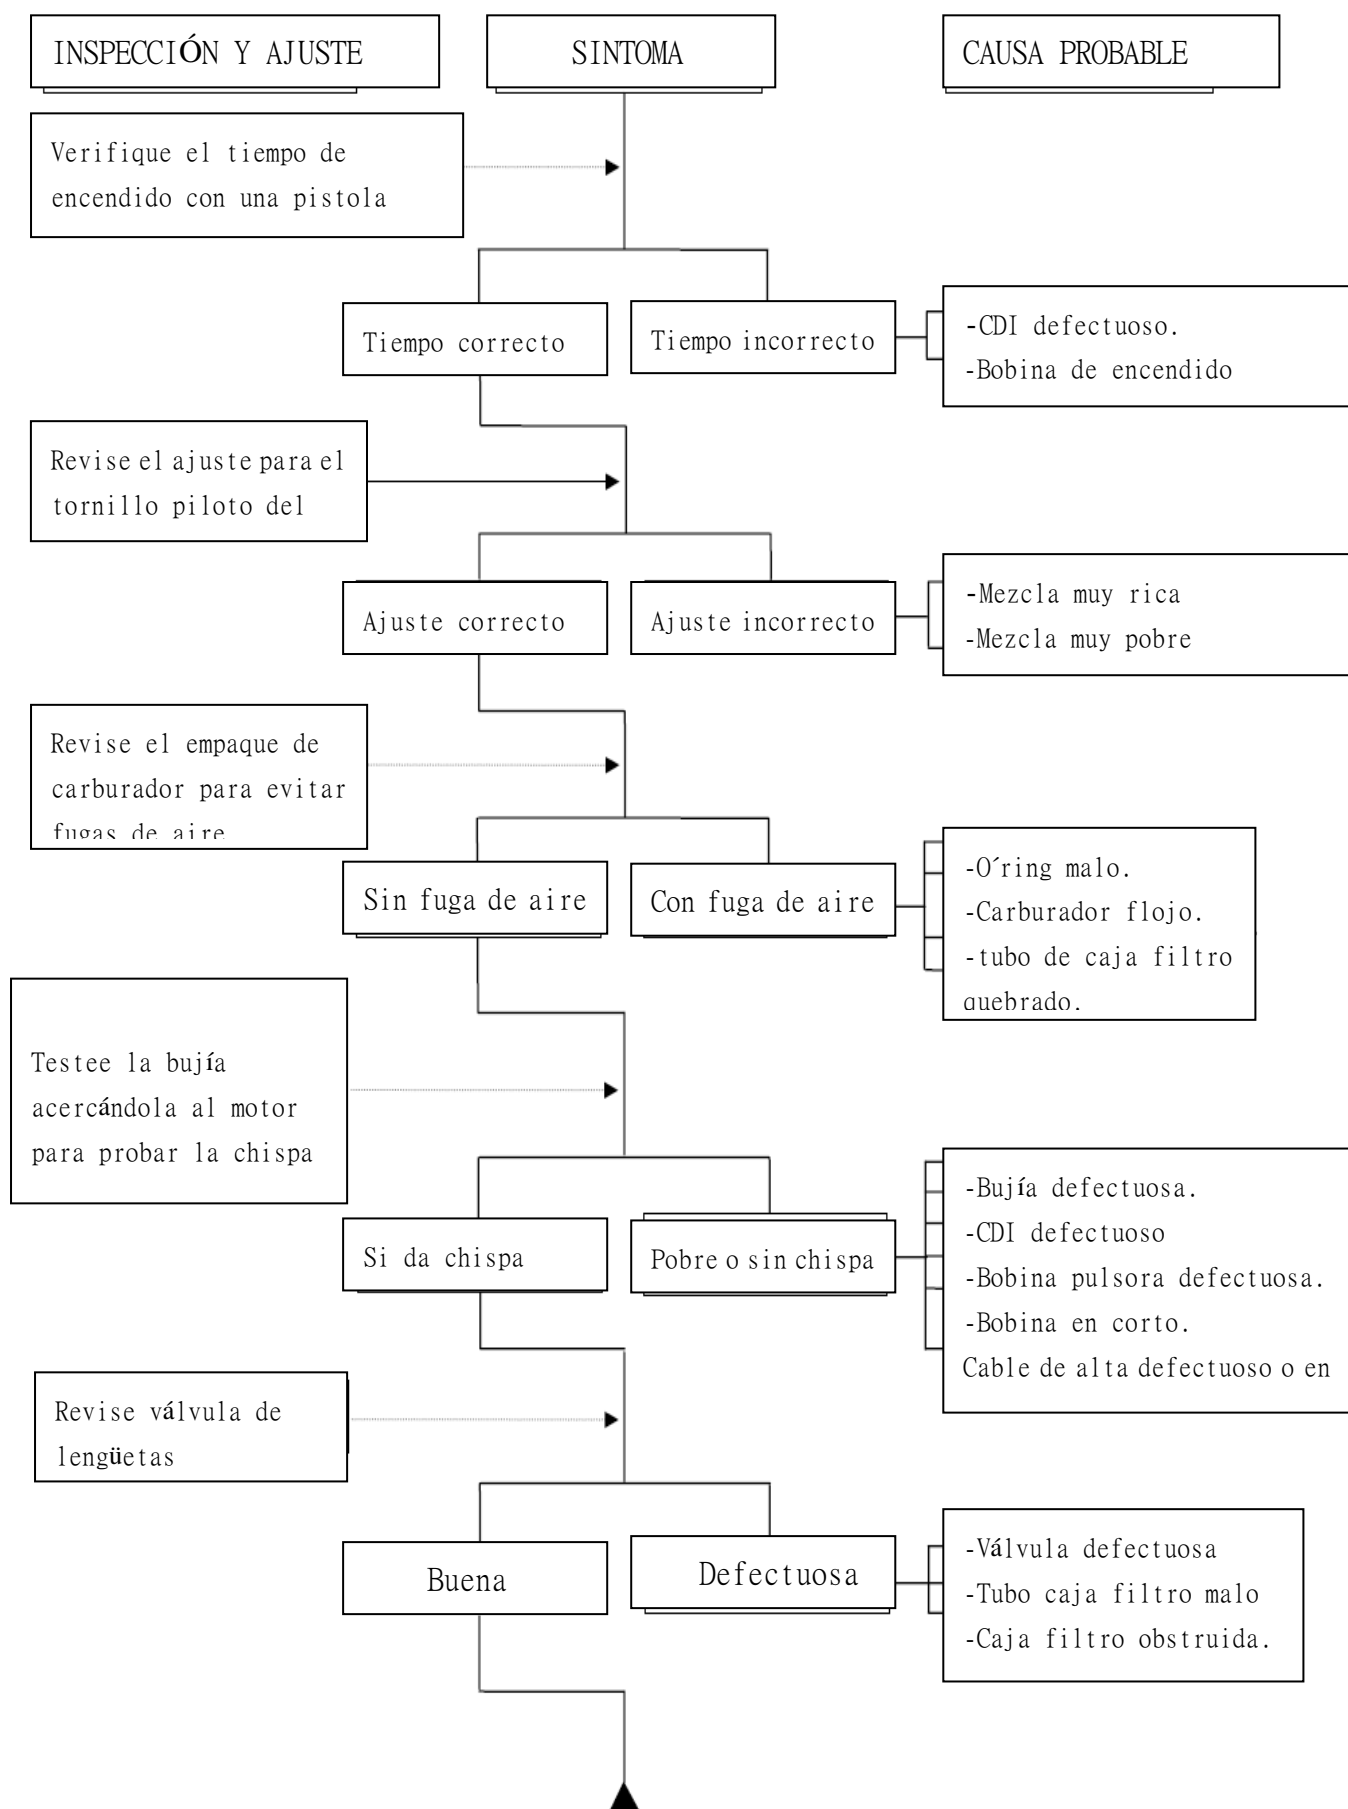 INSPECCIÓN Y AJUSTE
SINTOMA
CAUSA PROBABLE
Verifique el tiempo de
encendido con una pistola
Tiempo correcto
Tiempo incorrecto
-CDI defectuoso.
-Bobina de encendido
Revise el ajuste para el
tornillo piloto del
Ajuste correcto
Ajuste incorrecto
-Mezcla muy rica
-Mezcla muy pobre
Revise el empaque de
carburador para evitar
fugas de aire
Sin fuga de aire
Con fuga de aire
-O´ring malo.
-Carburador flojo.
-tubo de caja filtro
quebrado.
Testee la bujía
acercándola al motor
para probar la chispa
Si da chispa
Pobre o sin chispa
-Bujía defectuosa.
-CDI defectuoso
-Bobina pulsora defectuosa.
-Bobina en corto.
Cable de alta defectuoso o en
Revise válvula de
lengüetas
Buena
Defectuosa
-Válvula defectuosa
-Tubo caja filtro malo
-Caja filtro obstruida.